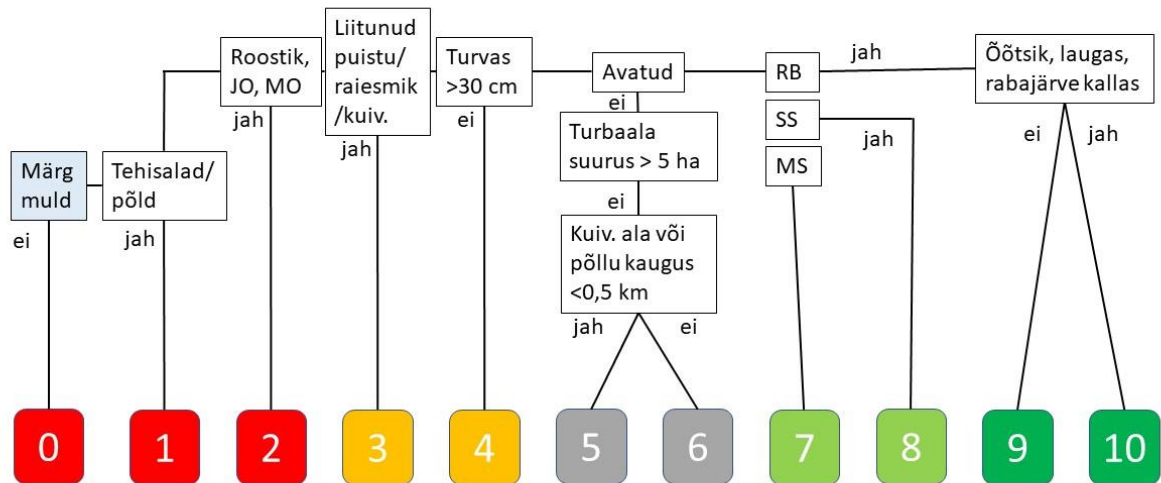 Märg
muld
ei
Tehisalad/
põld
jah
Roostik,
JO, MO
jah
Liitunud
puistu/
raiesmik
/kuiv.
jah
Turvas
>30 cm
ei
Avatud
ei
Turbaala
suurus > 5 ha
ei
Kuiv. ala või
põllu kaugus
<0,5 km
jah
ei
RB
jah
SS
jah
MS
Õõtsik, laugas,
rabajärve kallas
ei
jah
0
1
2
3
4
5
6
7
8
9
10